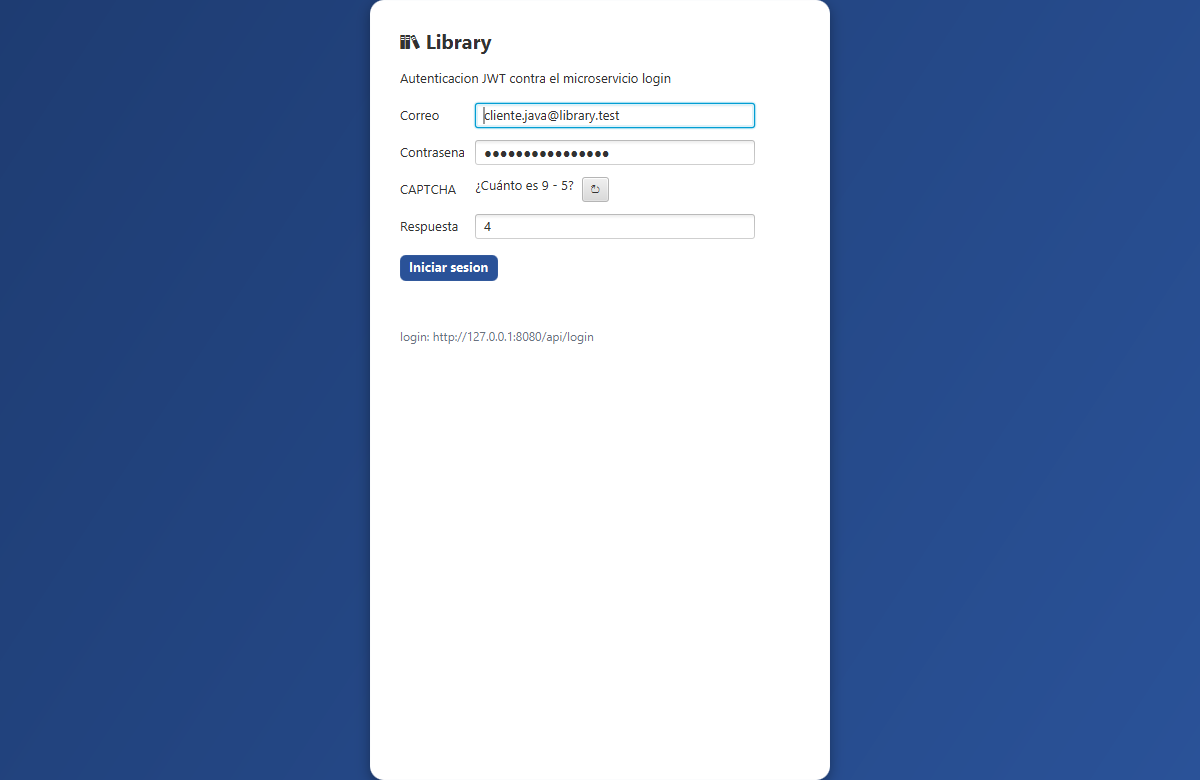 Library
Autenticacion JWT contra el microservicio login
Correo cliente.java@library.test
Contrasena ●●●●●●●●●●●●●●●●
CAPTCHA ¿Cuánto es 9 - 5?
Respuesta 4
Iniciar sesion
login: http://127.0.0.1:8080/api/login